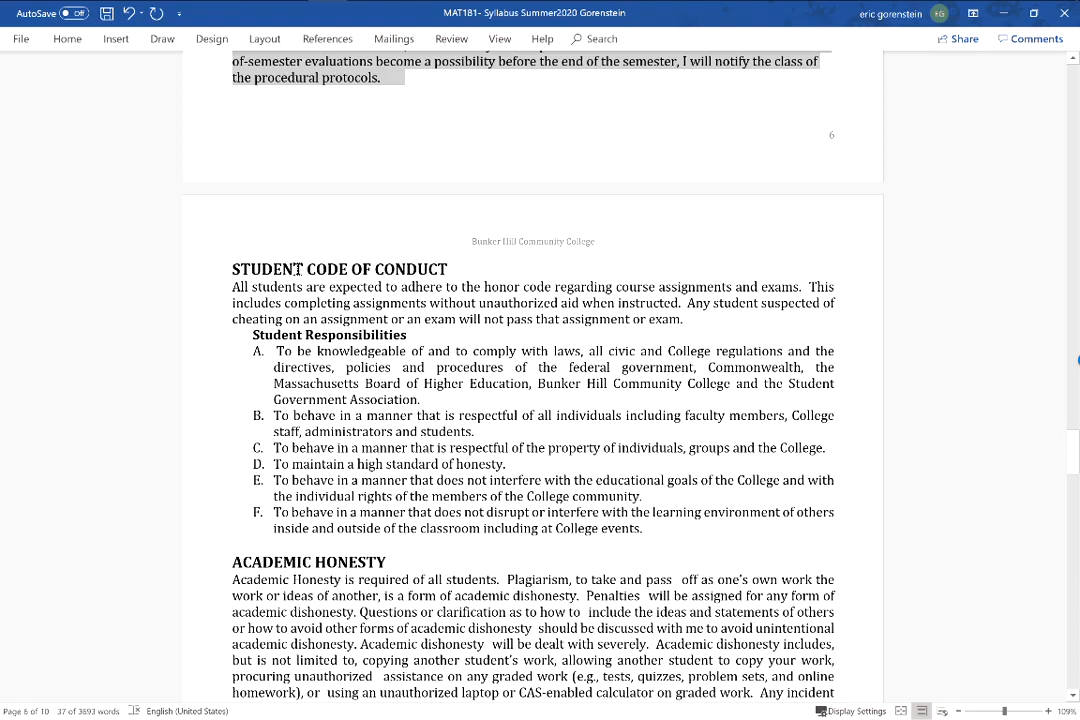 AutoSave Off MAT181- Syllabus Summer2020 Gorenstein eric gorenstein EG
File Home Insert Draw Design Layout References Mailings Review View Help Search Share Comments
of-semester evaluations become a possibility before the end of the semester, I will notify the class of
the procedural protocols.
6
Bunker Hill Community College
STUDENT CODE OF CONDUCT
All students are expected to adhere to the honor code regarding course assignments and exams. This
includes completing assignments without unauthorized aid when instructed. Any student suspected of
cheating on an assignment or an exam will not pass that assignment or exam.
Student Responsibilities
A. To be knowledgeable of and to comply with laws, all civic and College regulations and the
directives, policies and procedures of the federal government, Commonwealth, the
Massachusetts Board of Higher Education, Bunker Hill Community College and the Student
Government Association.
B. To behave in a manner that is respectful of all individuals including faculty members, College
staff, administrators and students.
C. To behave in a manner that is respectful of the property of individuals, groups and the College.
D. To maintain a high standard of honesty.
E. To behave in a manner that does not interfere with the educational goals of the College and with
the individual rights of the members of the College community.
F. To behave in a manner that does not disrupt or interfere with the learning environment of others
inside and outside of the classroom including at College events.
ACADEMIC HONESTY
Academic Honesty is required of all students. Plagiarism, to take and pass off as one's own work the
work or ideas of another, is a form of academic dishonesty. Penalties will be assigned for any form of
academic dishonesty. Questions or clarification as to how to include the ideas and statements of others
or how to avoid other forms of academic dishonesty should be discussed with me to avoid unintentional
academic dishonesty. Academic dishonesty will be dealt with severely. Academic dishonesty includes,
but is not limited to, copying another student's work, allowing another student to copy your work,
procuring unauthorized assistance on any graded work (e.g., tests, quizzes, problem sets, and online
homework), or using an unauthorized laptop or CAS-enabled calculator on graded work. Any incident
Page 6 of 10 37 of 3693 words English (United States) Display Settings 109%